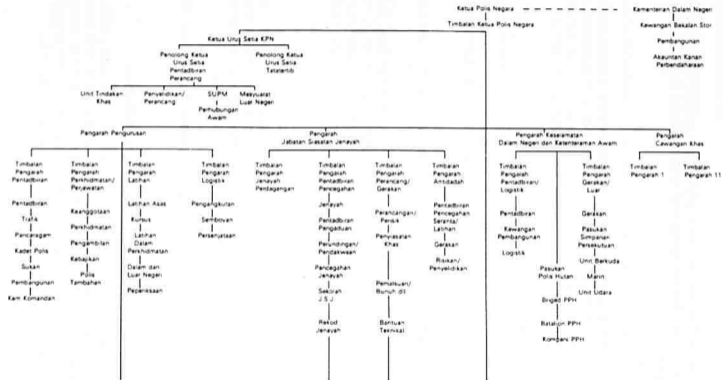 Ketua Polis Negara
Kementerian Dalam Negeri
Timbalan Ketua Polis Negara
Kewangan Bekalan Stor
Pembangunan
Akauntan Kanan
Perbendaharaan
Ketua Urus Setia KPN
Penolong Ketua
Urus Setia
Pentadbiran
Perancang
Penolong Ketua
Urus Setia
Tatatertib
Unit Tindakan
Khas
Penyelidikan/
Perancang
SUPM
Perhubungan
Awam
Mesyuarat
Luar Negeri
Pengarah Pengurusan
Pengarah
Jabatan Siasatan Jenayah
Pengarah Keselamatan
Dalam Negeri dan Ketenteraman Awam
Pengarah
Cawangan Khas
Timbalan
Pengarah
Pentadbiran
Pentadbiran
Trafik
Pancaragam
Kadet Polis
Sukan
Pembangunan
Kem Komandan
Timbalan
Pengarah
Perkhidmatan/
Perjawatan
Keanggotaan
Perkhidmatan
Pengambilan
Kebajikan
Polis
Tambahan
Timbalan
Pengarah
Latihan
Latihan Asas
Kursus
Latihan
Dalam
Perkhidmatan
Dalam dan
Luar Negeri
Peperiksaan
Timbalan
Pengarah
Logistik
Pengangkutan
Semboyan
Persenjataan
Timbalan
Pengarah
Jenayah
Perdagangan
Timbalan
Pengarah
Pentadbiran
Pencegahan
Jenayah
Pentadbiran
Pengaduan
Perundingan/
Pendakwaan
Pencegahan
Jenayah
Sekolah
J.S.J.
Rekod
Jenayah
Timbalan
Pengarah
Perancang/
Gerakan
Perancangan/
Perisik
Penyiasatan
Khas
Pemalsuan/
Bunuh dll
Bantuan
Teknikal
Timbalan
Pengarah
Antidadah
Pentadbiran
Pencegahan
Seranta/
Latihan
Gerakan
Risikan/
Penyelidikan
Timbalan
Pengarah
Pentadbiran/
Logistik
Pentadbiran
Kewangan
Pembangunan
Logistik
Timbalan
Pengarah
Gerakan/
Luar
Gerakan
Pasukan
Simpanan
Persekutuan
Unit Berkuda
Marin
Unit Udara
Pasukan
Polis Hutan
Briged PPH
Batalion PPH
Kompeni PPH
Timbalan
Pengarah 1
Timbalan
Pengarah 11